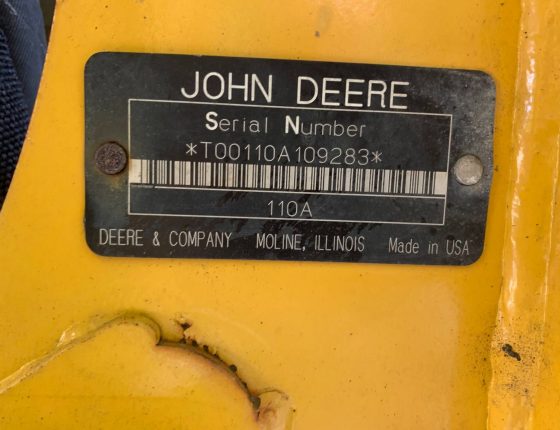 JOHN DEERE
Serial Number
*T00110A109283*
110A
DEERE & COMPANY MOLINE, ILLINOIS Made in USA